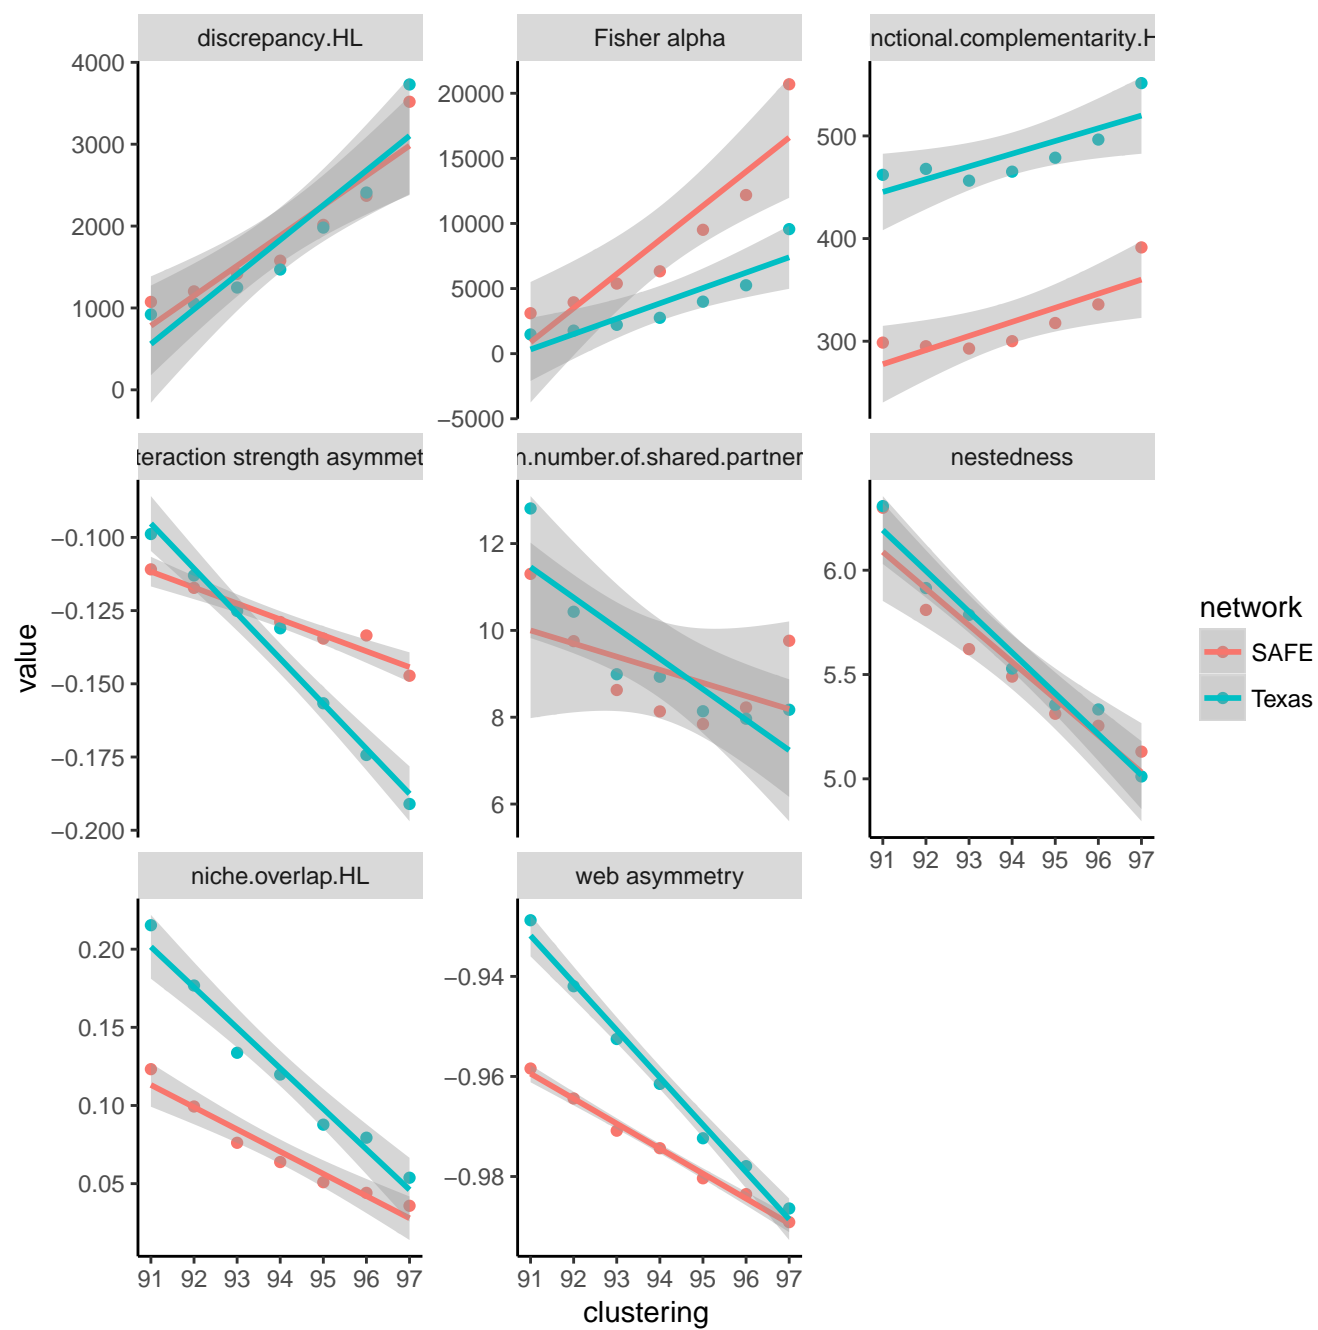 discrepancy.HL
Fisher alpha
nctional.complementarity.H
4000
3000
2000
1000
0
20000
15000
10000
5000
0
−5000
500
400
300
teraction strength asymmet
n.number.of.shared.partner
nestedness
−0.100
−0.125
−0.150
−0.175
−0.200
12
10
8
6
6.0
5.5
5.0
91 92 93 94 95 96 97
niche.overlap.HL
web asymmetry
0.20
0.15
0.10
0.05
−0.94
−0.96
−0.98
91 92 93 94 95 96 97
91 92 93 94 95 96 97
clustering
value
network
SAFE
Texas